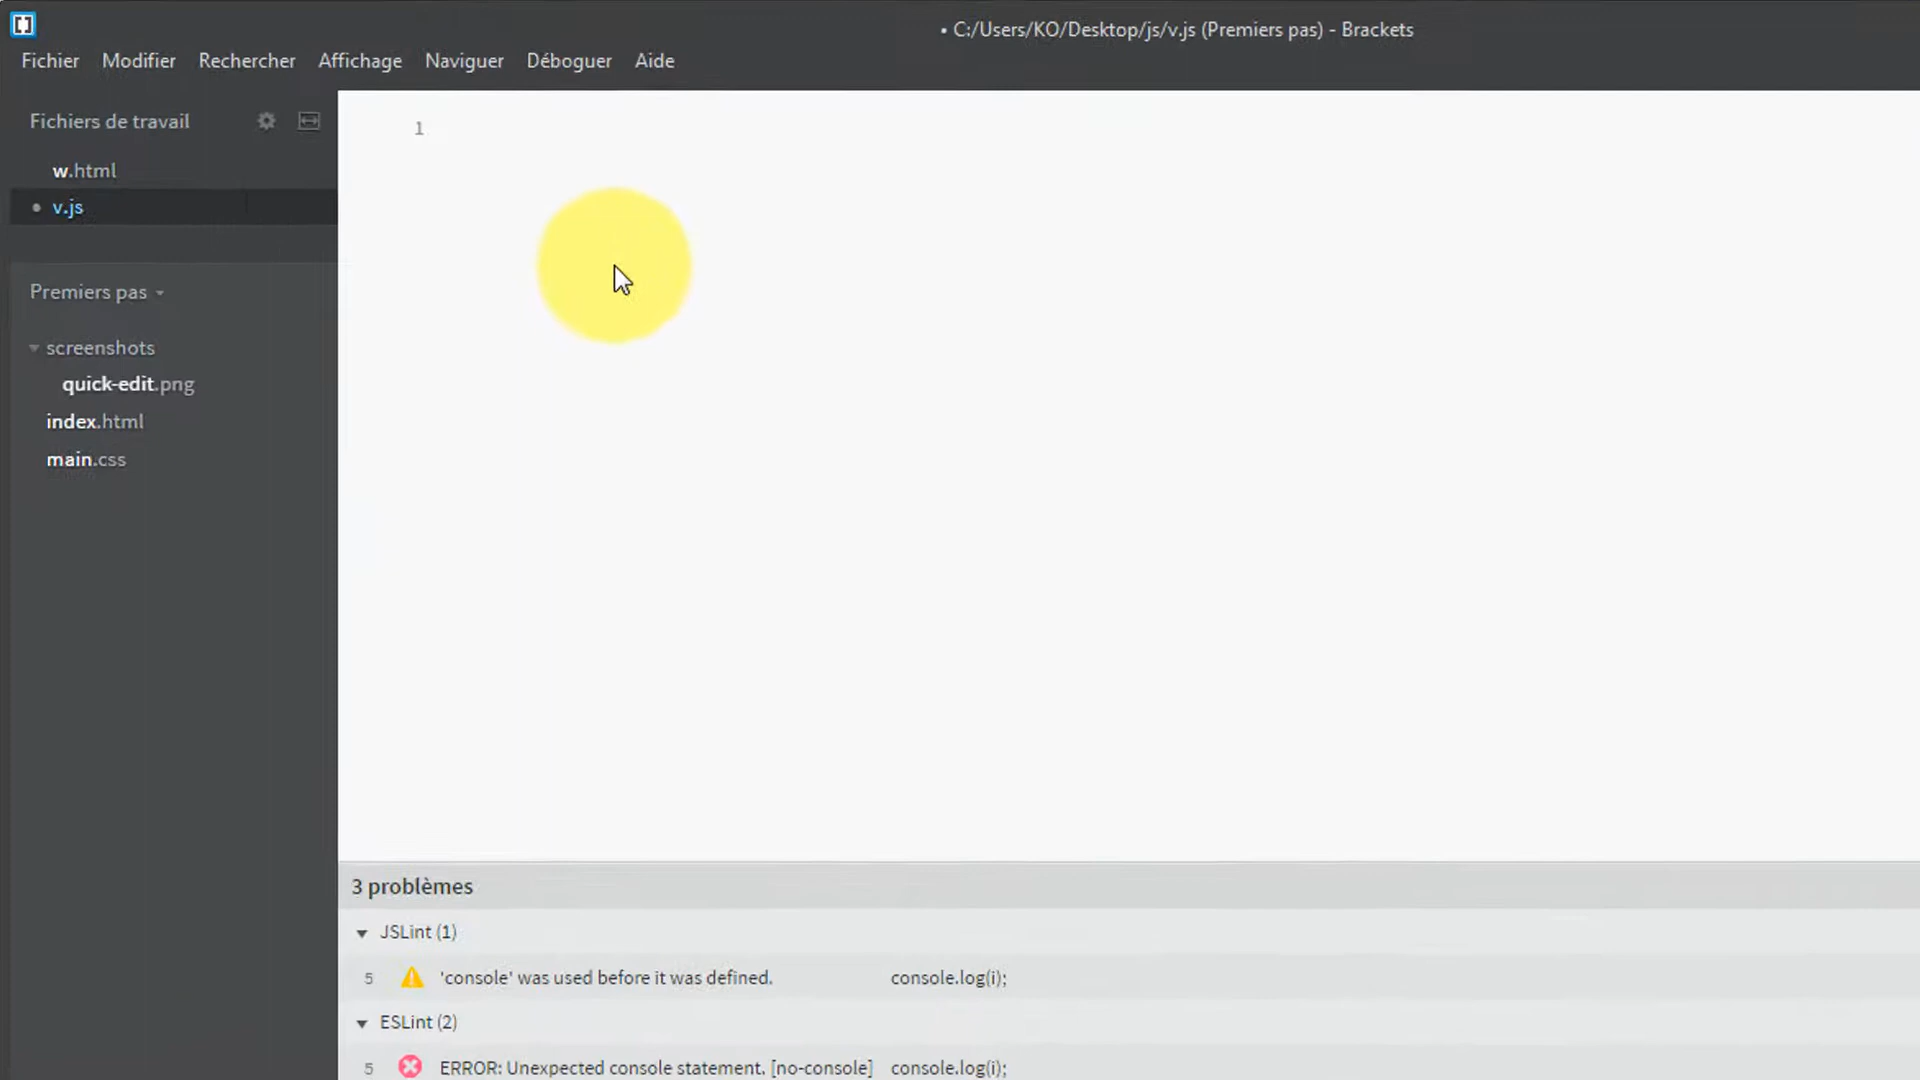 • C:/Users/KO/Desktop/js/v.js (Premiers pas) - Brackets
Fichier Modifier Rechercher Affichage Naviguer Déboguer Aide
Fichiers de travail
w.html
• v.js
Premiers pas
screenshots
quick-edit.png
index.html
main.css
1
3 problèmes
JSLint (1)
5 'console' was used before it was defined. console.log(i);
ESLint (2)
5 ERROR: Unexpected console statement. [no-console] console.log(i);